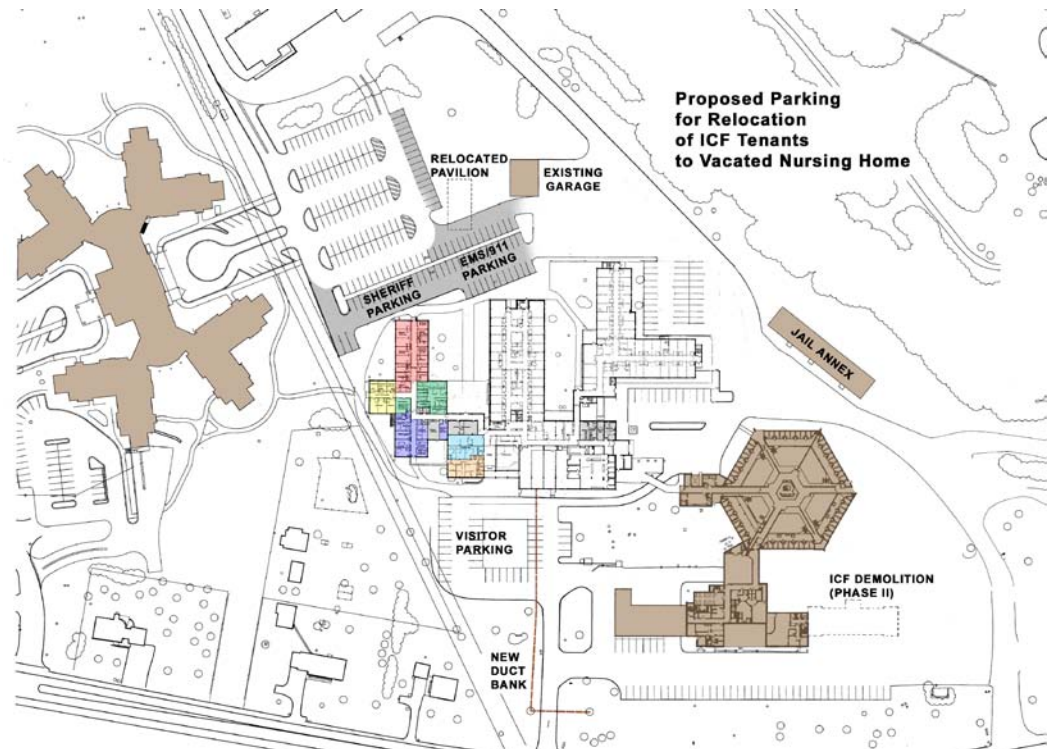 Proposed Parking
for Relocation
of ICF Tenants
to Vacated Nursing Home
RELOCATED
PAVILION
EXISTING
GARAGE
EMS/911
PARKING
SHERIFF
PARKING
JAIL ANNEX
VISITOR
PARKING
ICF DEMOLITION
(PHASE II)
NEW
DUCT
BANK